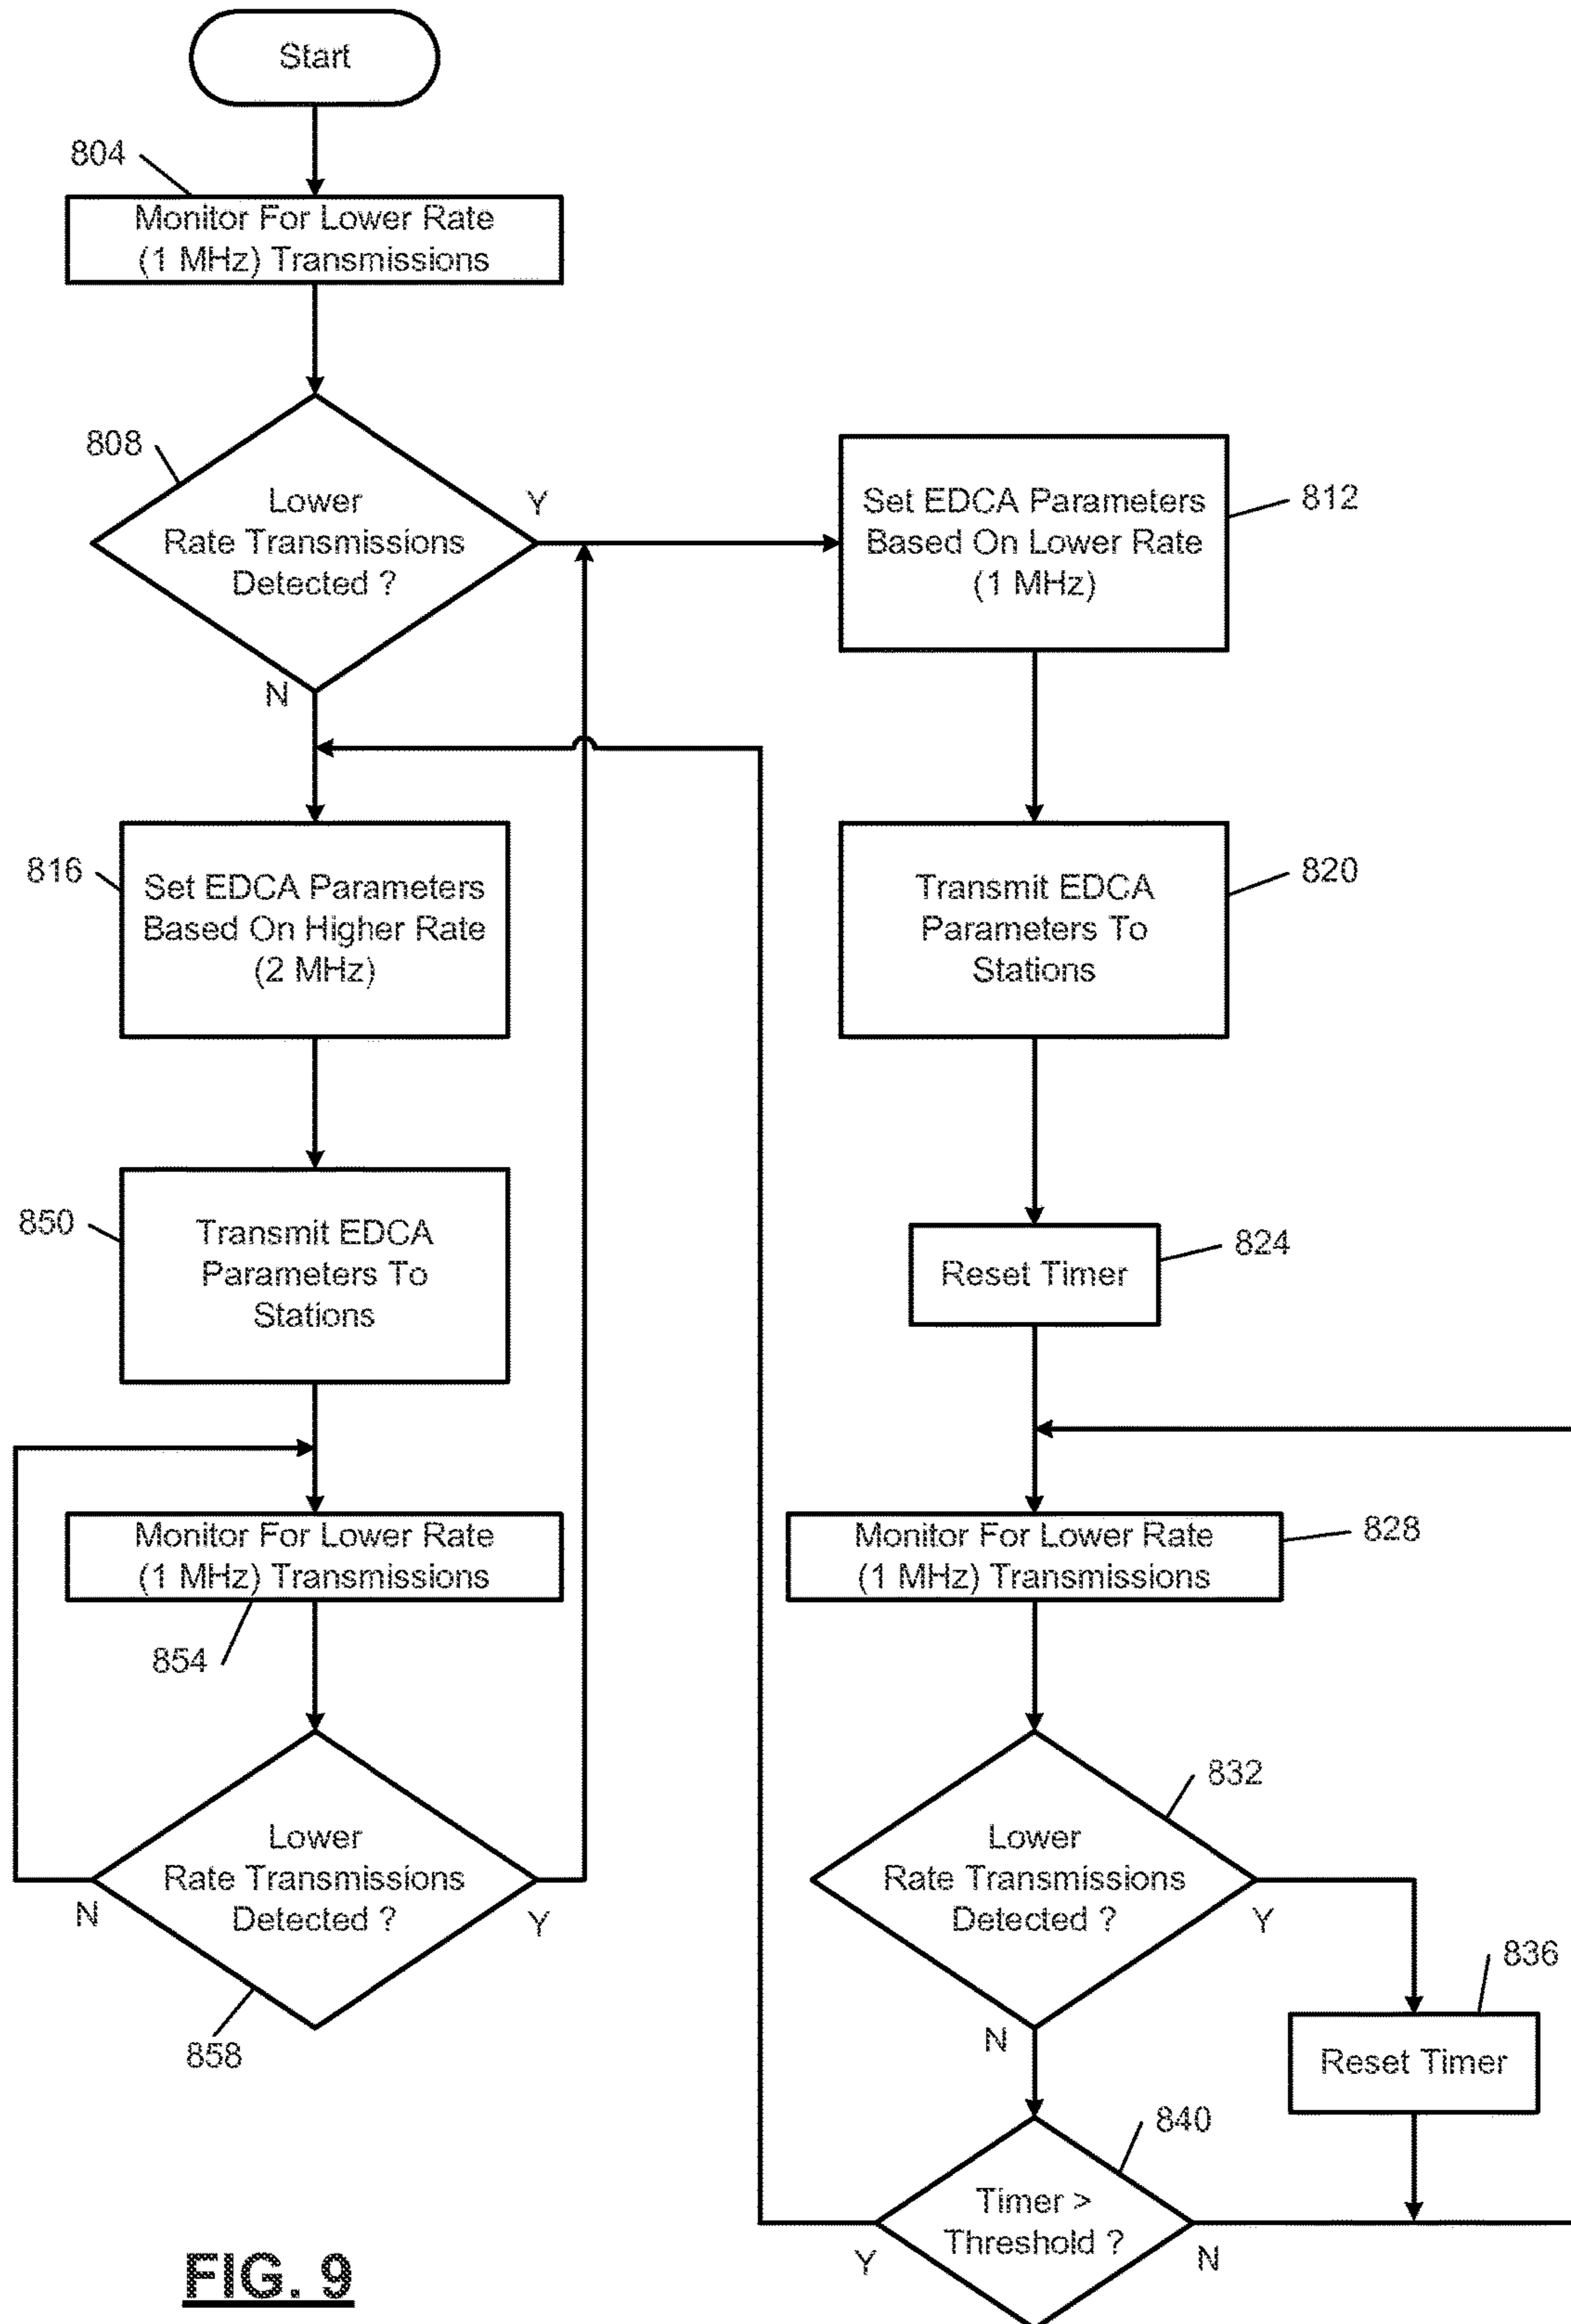 Start
804
Monitor For Lower Rate
(1 MHz) Transmissions
808
Lower
Rate Transmissions
Detected ?
Y
N
Set EDCA Parameters
Based On Lower Rate
(1 MHz)
812
816
Set EDCA Parameters
Based On Higher Rate
(2 MHz)
Transmit EDCA
Parameters To
Stations
820
850
Transmit EDCA
Parameters To
Stations
Reset Timer
824
Monitor For Lower Rate
(1 MHz) Transmissions
854
Monitor For Lower Rate
(1 MHz) Transmissions
828
Lower
Rate Transmissions
Detected ?
N
Y
858
832
Lower
Rate Transmissions
Detected ?
Y
N
836
Reset Timer
840
Timer >
Threshold ?
Y
N
FIG. 9